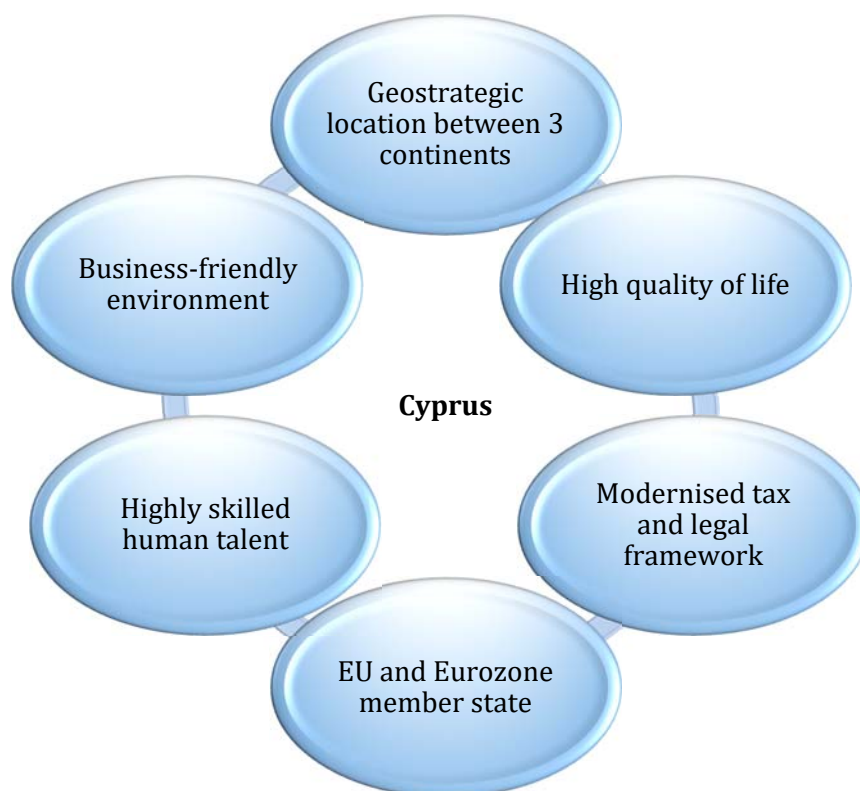 Geostrategic
location between 3
continents
Business-friendly
environment
High quality of life
Cyprus
Highly skilled
human talent
Modernised tax
and legal
framework
EU and Eurozone
member state